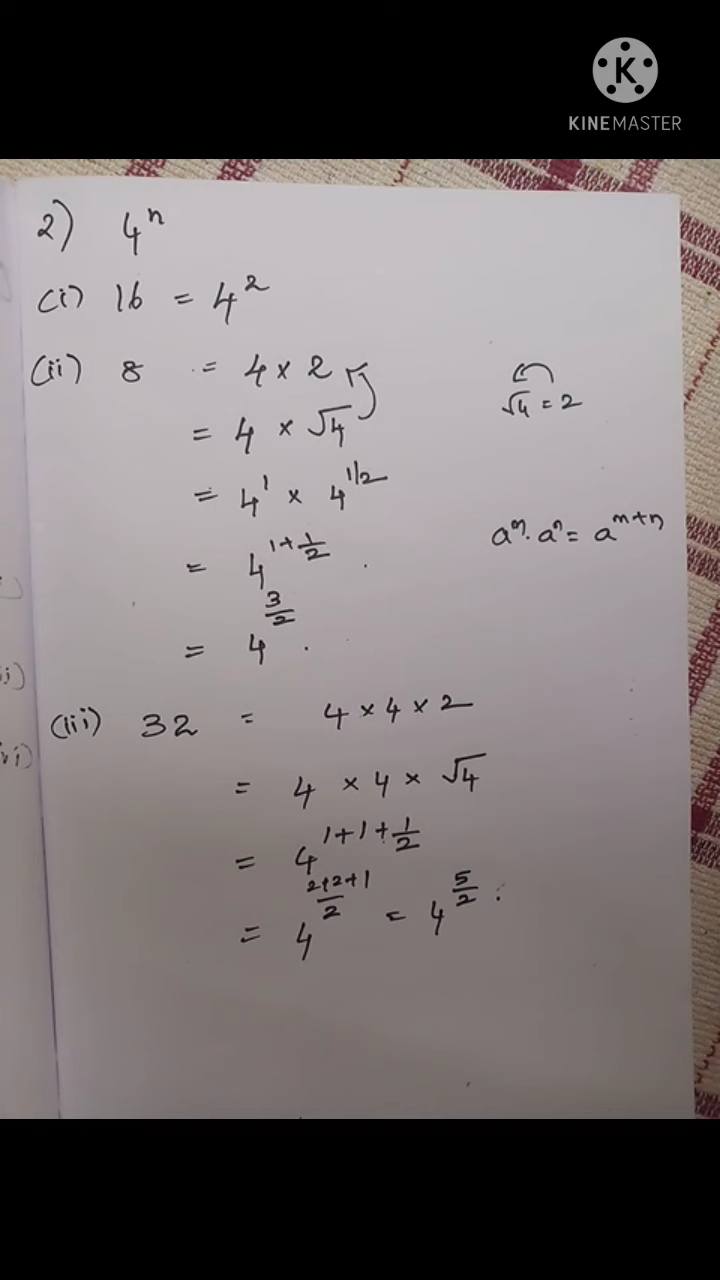 KINEMASTER
2) 4ⁿ
(i) 16 = 4²
(ii) 8 = 4 × 2
= 4 × √4
√4 = 2
= 4¹ × 4^1/2
aᵐ · aⁿ = aᵐ⁺ⁿ
= 4^1+1/2
= 4^3/2
(iii) 32 = 4 × 4 × 2
= 4 × 4 × √4
= 4^1+1+1/2
= 4^(2+2+1)/2 = 4^5/2